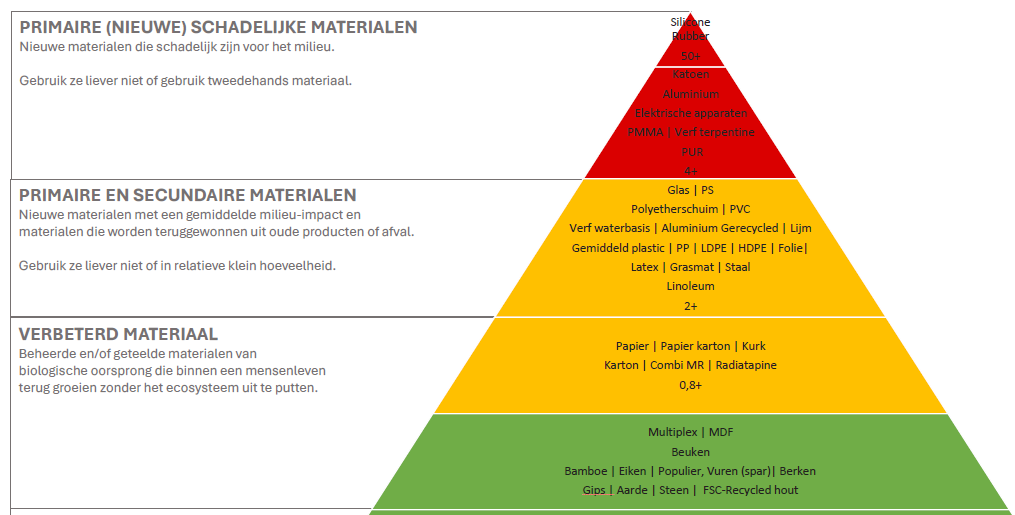 PRIMAIRE (NIEUWE) SCHADELIJKE MATERIALEN
Nieuwe materialen die schadelijk zijn voor het milieu.
Gebruik ze liever niet of gebruik tweedehands materiaal.
Silicone
Rubber
50+
Katoen
Aluminium
Elektrische apparaten
PMMA | Verf terpentine
PUR
4+
PRIMAIRE EN SECUNDAIRE MATERIALEN
Nieuwe materialen met een gemiddelde milieu-impact en
materialen die worden teruggewonnen uit oude producten of afval.
Gebruik ze liever niet of in relatieve klein hoeveelheid.
Glas | PS
Polyetherschuim | PVC
Verf waterbasis | Aluminium Gerecycled | Lijm
Gemiddeld plastic | PP | LDPE | HDPE | Folie|
Latex | Grasmat | Staal
Linoleum
2+
VERBETERD MATERIAAL
Beheerde en/of geteelde materialen van
biologische oorsprong die binnen een mensenleven
terug groeien zonder het ecosysteem uit te putten.
Papier | Papier karton | Kurk
Karton | Combi MR | Radiatapine
0,8+
Multiplex | MDF
Beuken
Bamboe | Eiken | Populier, Vuren (spar)| Berken
Gips | Aarde | Steen | FSC-Recycled hout